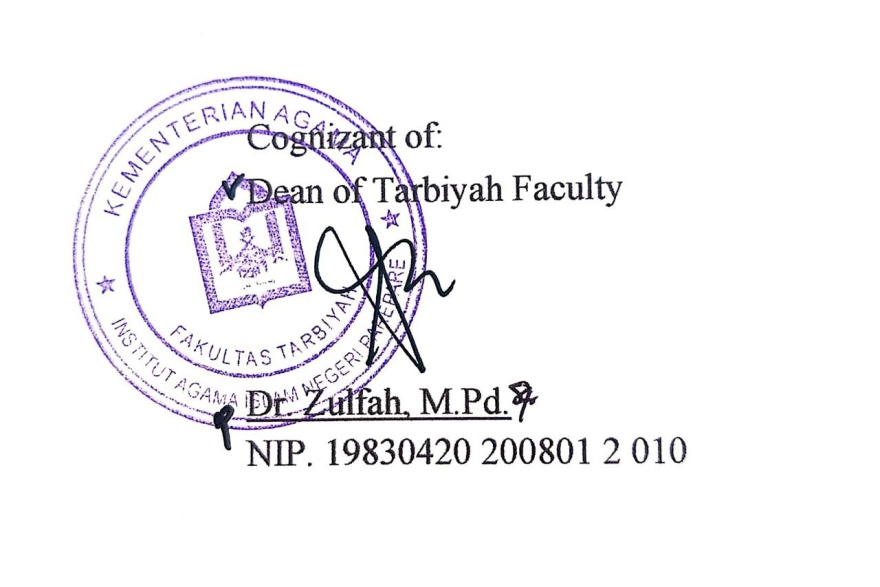 KEMENTERIAN AGAMA
Cognizant of:
Dean of Tarbiyah Faculty
FAKULTAS TARBIYAH
INSTITUT AGAMA ISLAM NEGERI PAREPARE
Dr. Zulfah, M.Pd.
NIP. 19830420 200801 2 010